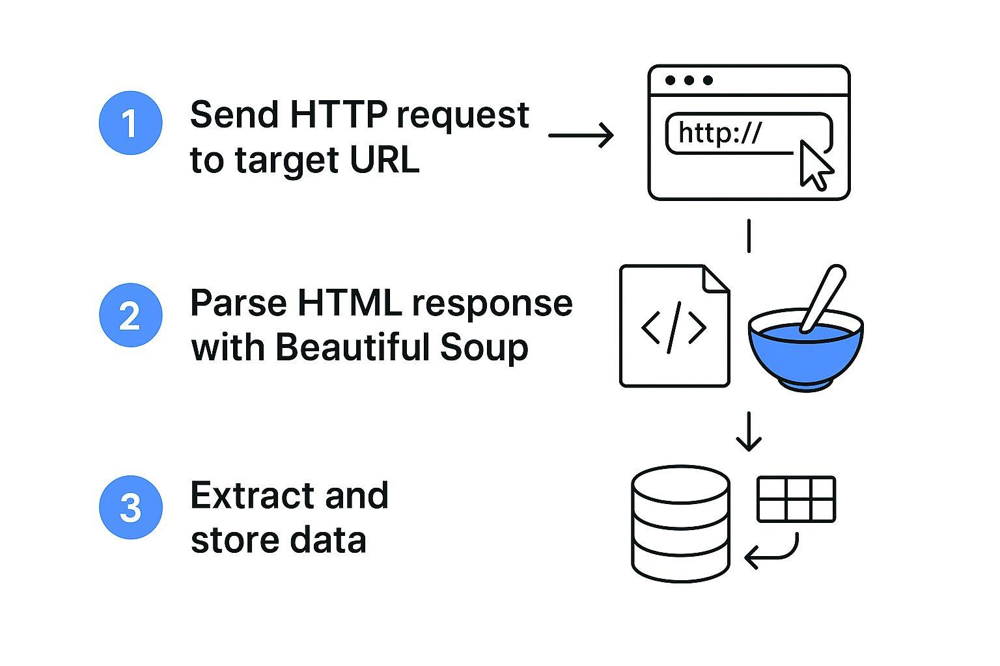 1
Send HTTP request
to target URL
http://
2
Parse HTML response
with Beautiful Soup
</>
3
Extract and
store data